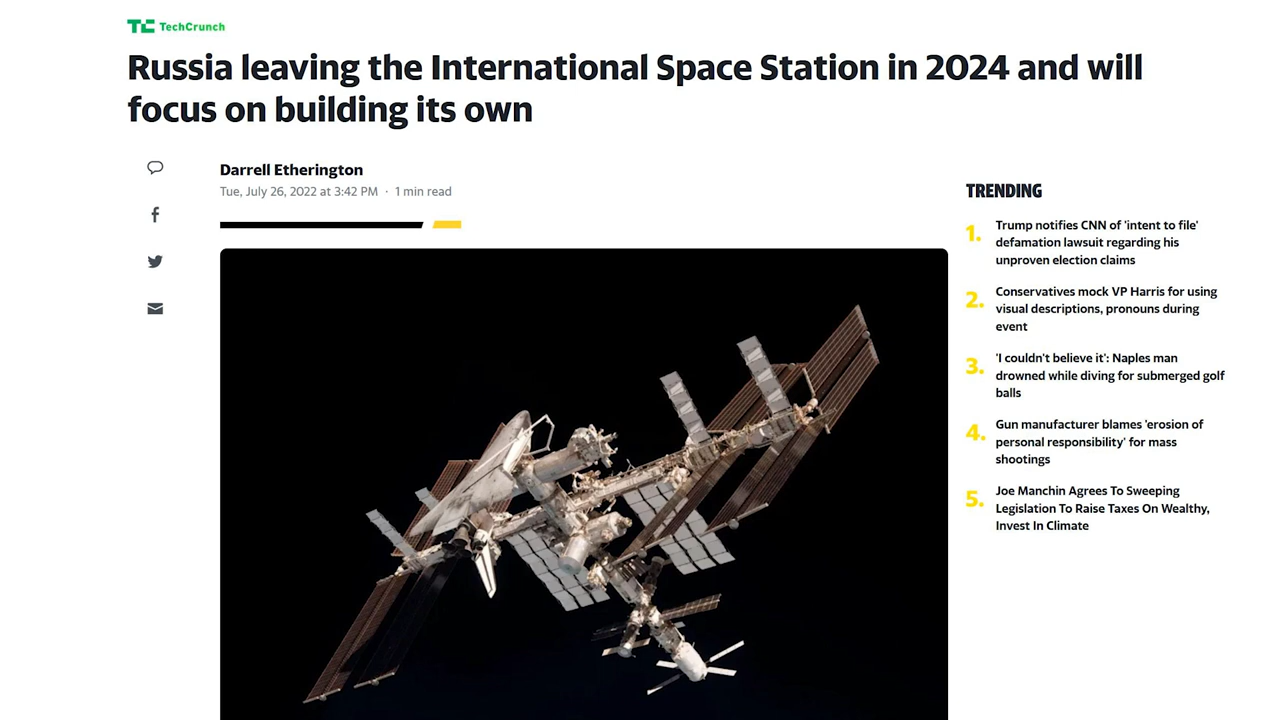 TechCrunch
Russia leaving the International Space Station in 2024 and will
focus on building its own
Darrell Etherington
Tue, July 26, 2022 at 3:42 PM · 1 min read
TRENDING
1. Trump notifies CNN of 'intent to file'
defamation lawsuit regarding his
unproven election claims
2. Conservatives mock VP Harris for using
visual descriptions, pronouns during
event
3. 'I couldn't believe it': Naples man
drowned while diving for submerged golf
balls
4. Gun manufacturer blames 'erosion of
personal responsibility' for mass
shootings
5. Joe Manchin Agrees To Sweeping
Legislation To Raise Taxes On Wealthy,
Invest In Climate